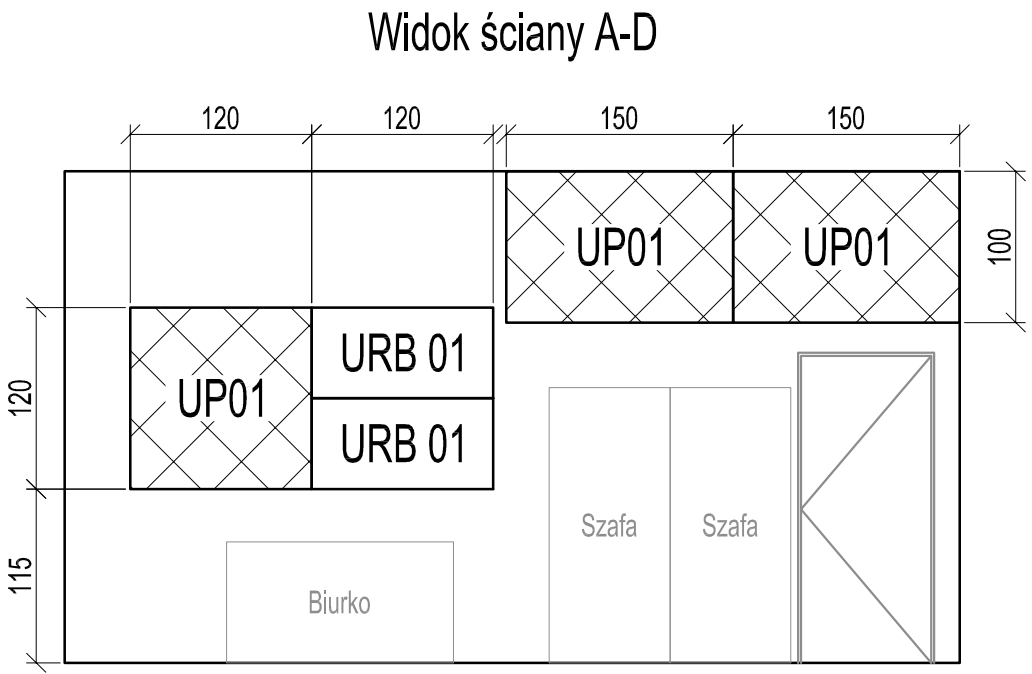 Widok ściany A-D
120
120
150
150
UP01
UP01
100
120
UP01
URB 01
URB 01
115
Biurko
Szafa
Szafa